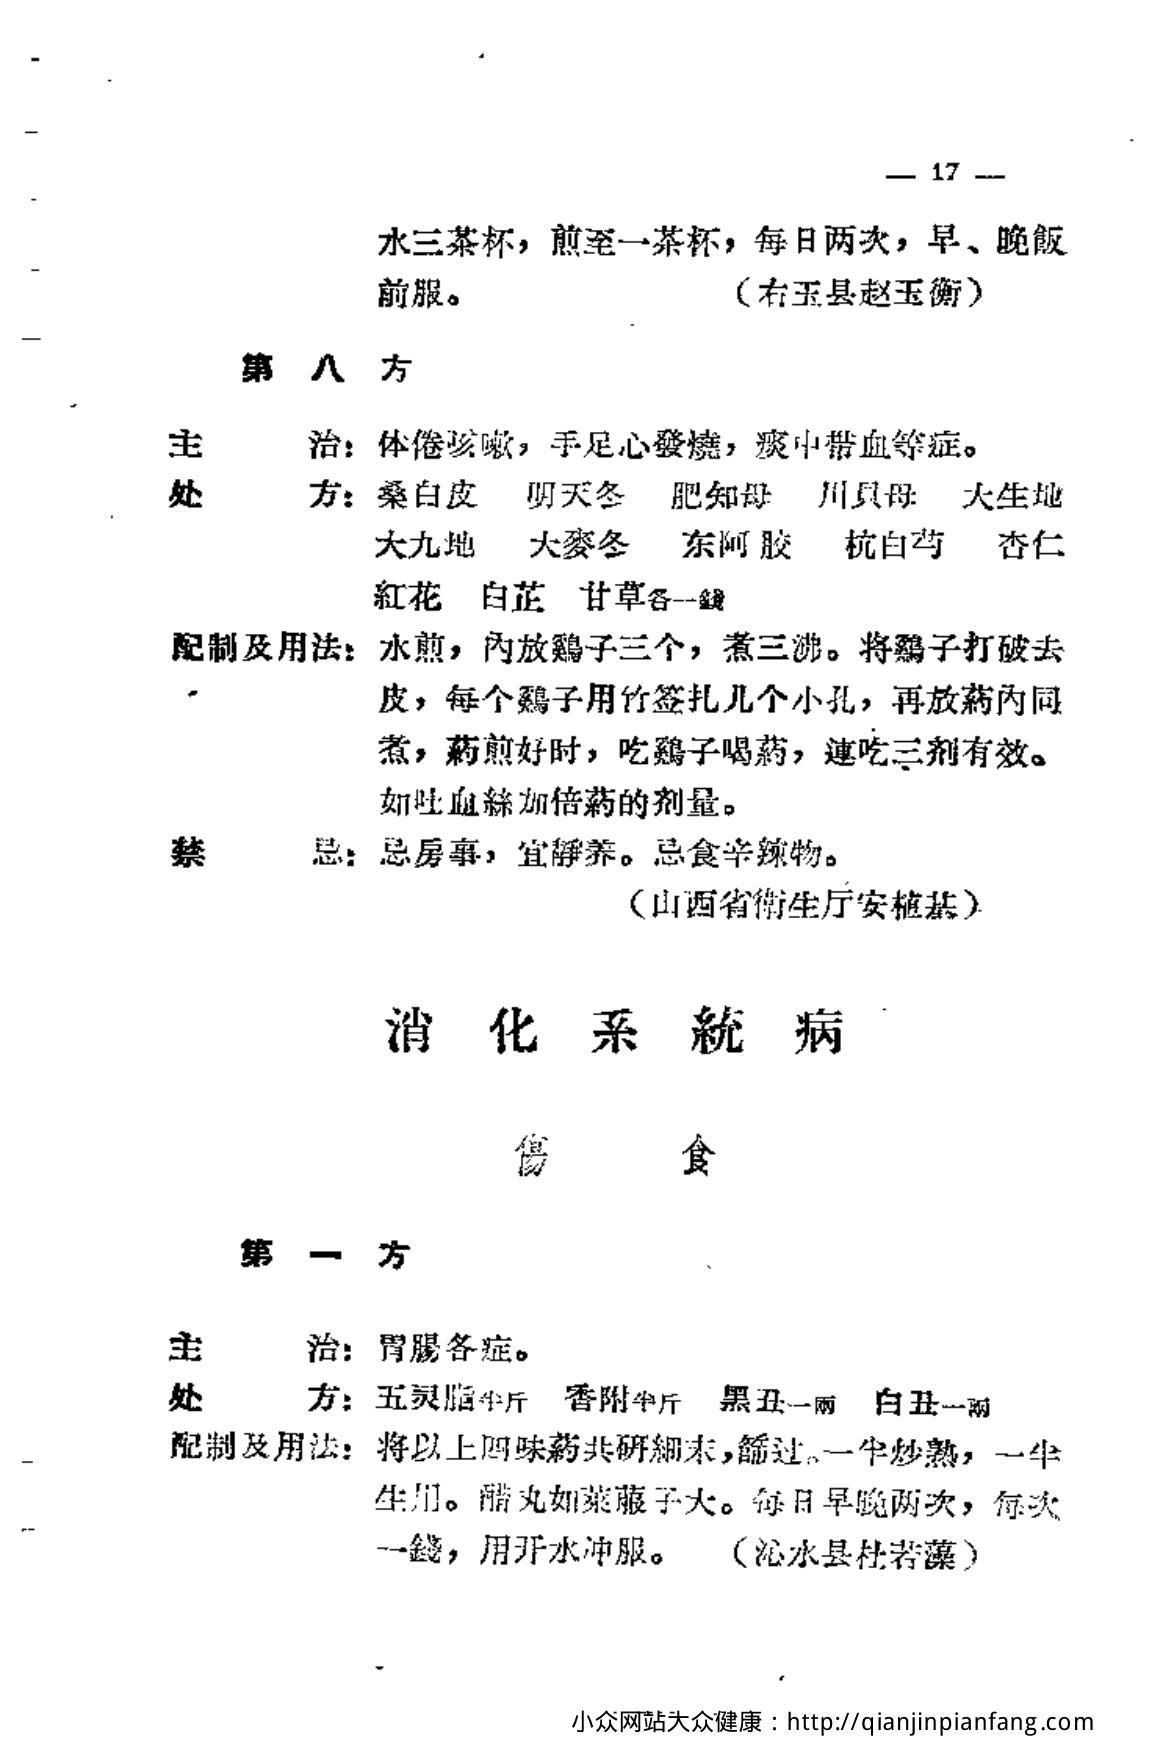 — 17 —
水三茶杯，煎至一茶杯，每日两次，早、晚飯
前服。（右玉县赵玉衡）
第 八 方
主 治：体倦咳嗽，手足心發燒，痰中带血等症。
处 方：桑白皮 明天冬 肥知母 川貝母 大生地
大九地 大麥冬 东阿胶 杭白芍 杏仁
紅花 白芷 甘草各一錢
配制及用法：水煎，內放鷄子三个，煮三沸。将鷄子打破去
皮，每个鷄子用竹签扎几个小孔，再放药內同
煮，药煎好时，吃鷄子喝药，連吃三剂有效。
如吐血絲加倍药的剂量。
禁 忌：忌房事，宜靜养。忌食辛辣物。
（山西省衛生厅安植基）
消 化 系 統 病
傷 食
第 一 方
主 治：胃腸各症。
处 方：五灵脂半斤 香附半斤 黑丑一兩 白丑一兩
配制及用法：将以上四味药共研細末，篩过。一半炒熟，一半
生用。醋丸如萊菔子大。每日早晚两次，每次
一錢，用开水冲服。（沁水县杜若藻）
小众网站大众健康：http://qianjinpianfang.com